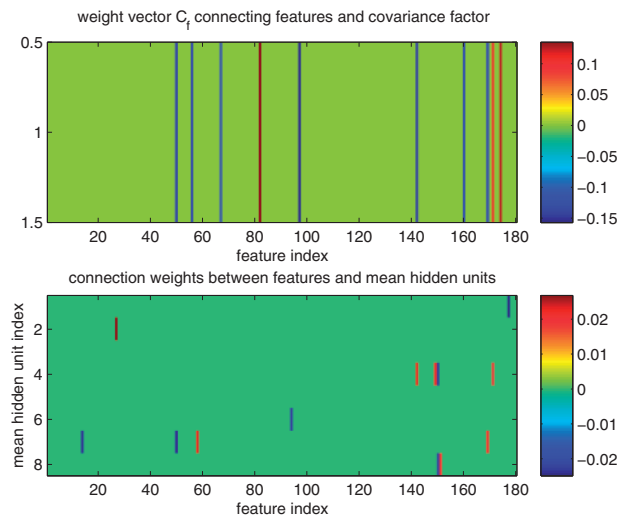 weight vector C_f connecting features and covariance factor
0.5
1
1.5
20 40 60 80 100 120 140 160 180
feature index
0.1
0.05
0
-0.05
-0.1
-0.15
connection weights between features and mean hidden units
mean hidden unit index
2
4
6
8
20 40 60 80 100 120 140 160 180
feature index
0.02
0.01
0
-0.01
-0.02